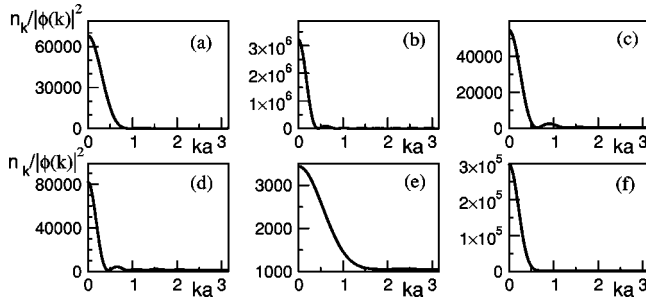 n_k/|ϕ(k)|²
60000
40000
20000
0
(a)
0 1 2 ka 3
3×10⁶
2×10⁶
1×10⁶
0
(b)
0 1 2 ka 3
40000
20000
0
(c)
0 1 2 ka 3
n_k/|ϕ(k)|²
80000
40000
0
(d)
0 1 2 ka 3
3000
2000
1000
(e)
0 1 2 ka 3
3×10⁵
2×10⁵
1×10⁵
0
(f)
0 1 2 ka 3